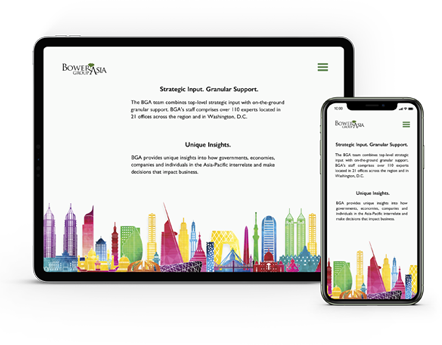 BOWERGROUPASIA
Strategic Input. Granular Support.
The BGA team combines top-level strategic input with on-the-ground
granular support. BGA's staff comprises over 110 experts located in
21 offices across the region and in Washington, D.C.
Unique Insights.
BGA provides unique insights into how governments, economies,
companies and individuals in the Asia-Pacific interrelate and make
decisions that impact business.
10:00
BOWERGROUPASIA
Strategic Input. Granular Support.
The BGA team combines top-level strategic
input with on-the-ground granular support.
BGA's staff comprises over 110 experts
located in 21 offices across the region and in
Washington, D.C.
Unique Insights.
BGA provides unique insights into how
governments, economies, companies and
individuals in the Asia-Pacific interrelate and
make decisions that impact business.